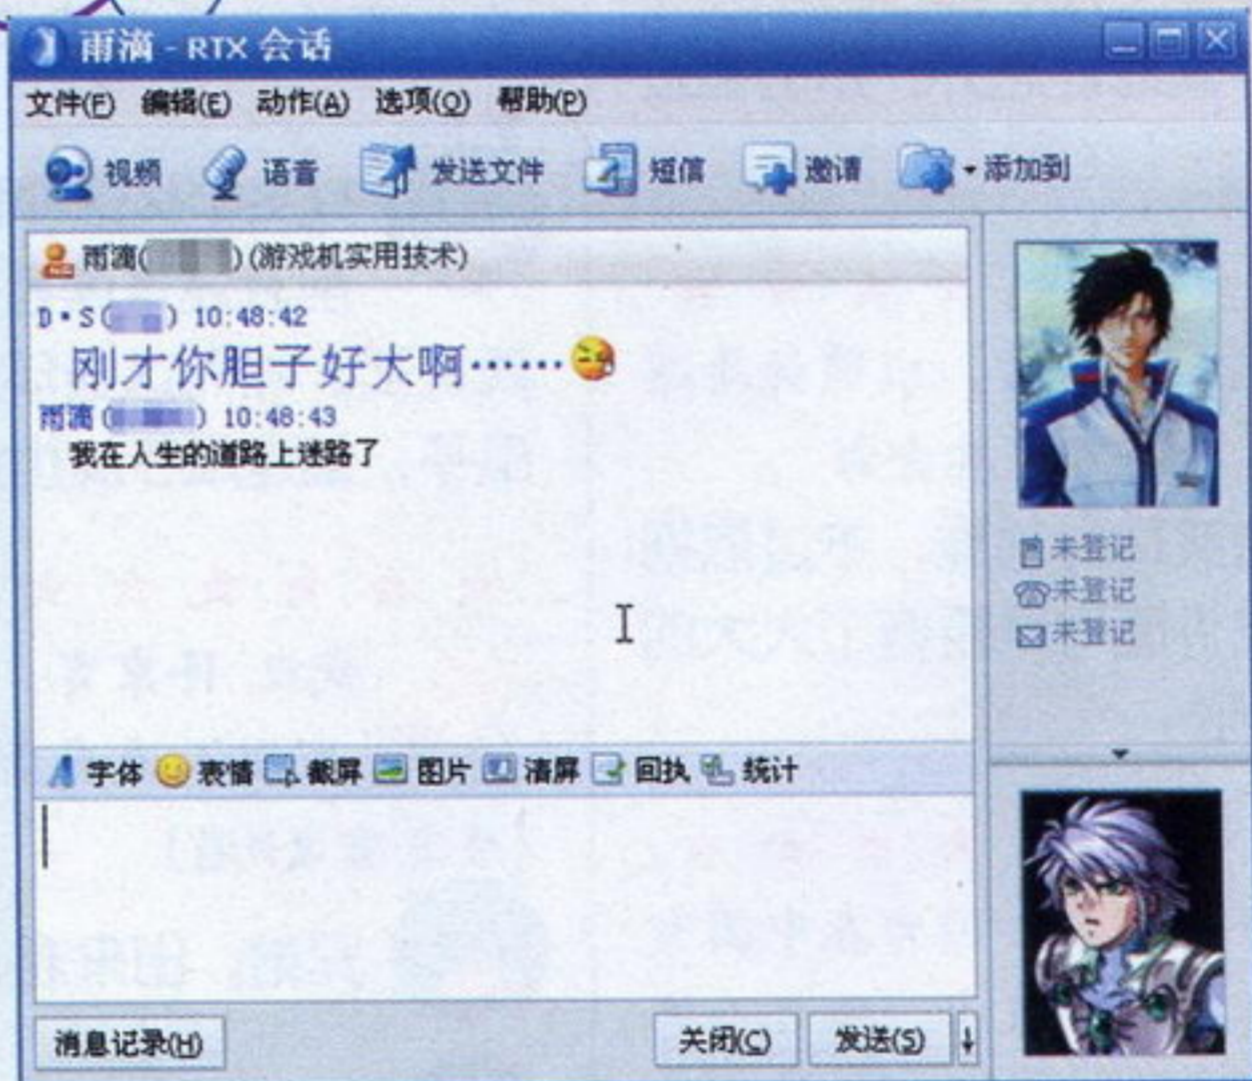 雨滴 - RTX 会话
文件(F) 编辑(E) 动作(A) 选项(O) 帮助(P)
视频 语音 发送文件 短信 邀请 添加到
雨滴( ) (游戏机实用技术)
D·S( ) 10:48:42
刚才你胆子好大啊……
雨滴( ) 10:48:43
我在人生的道路上迷路了
未登记
未登记
未登记
字体 表情 截屏 图片 清屏 回执 统计
消息记录(H) 关闭(C) 发送(S)